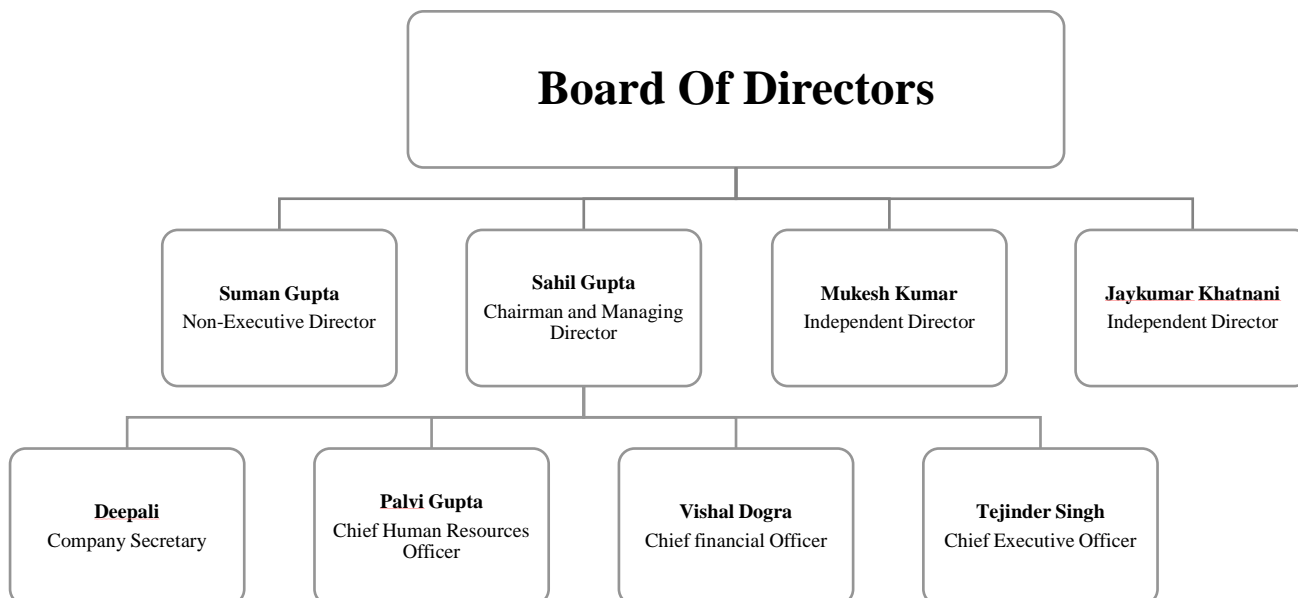 Board Of Directors
Suman Gupta
Non-Executive Director
Sahil Gupta
Chairman and Managing
Director
Mukesh Kumar
Independent Director
Jaykumar Khatnani
Independent Director
Deepali
Company Secretary
Palvi Gupta
Chief Human Resources
Officer
Vishal Dogra
Chief financial Officer
Tejinder Singh
Chief Executive Officer